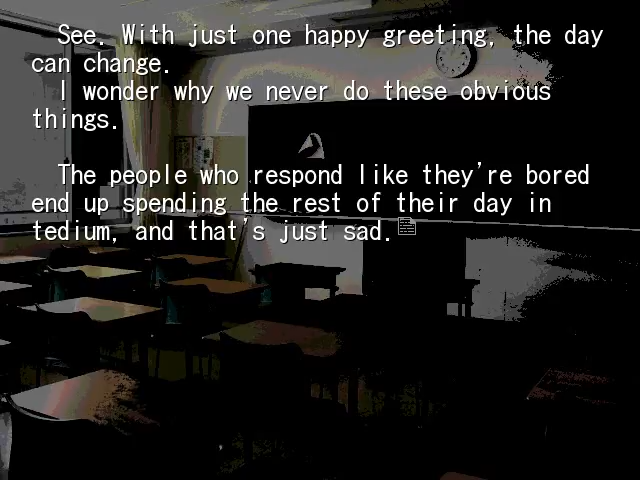 See. With just one happy greeting, the day
can change.
I wonder why we never do these obvious
things.
The people who respond like they're bored
end up spending the rest of their day in
tedium, and that's just sad.